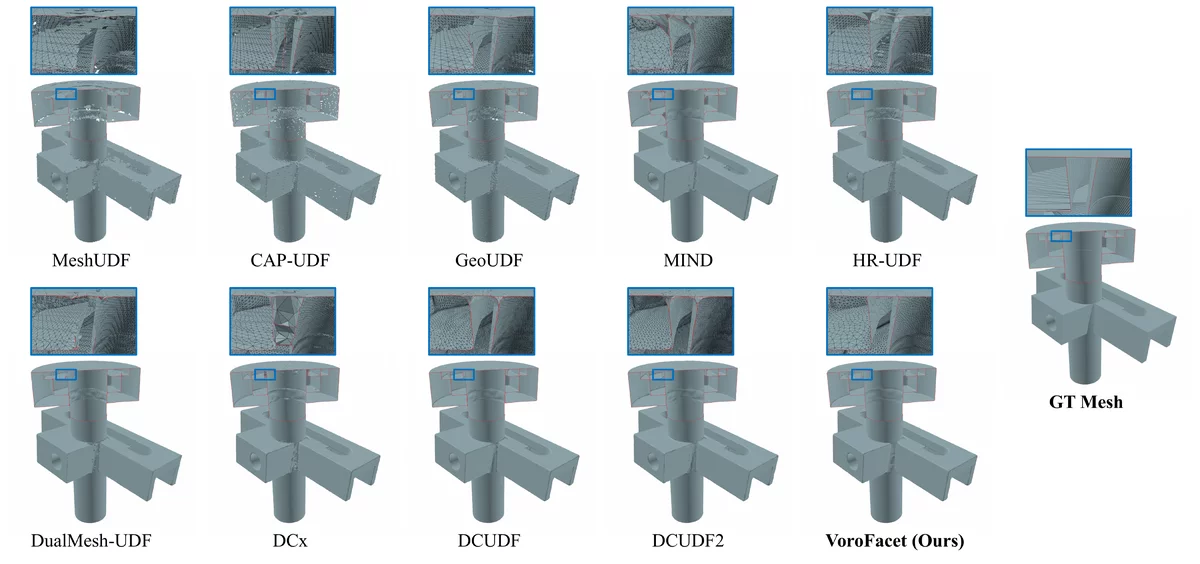 MeshUDF
CAP-UDF
GeoUDF
MIND
HR-UDF
GT Mesh
DualMesh-UDF
DCx
DCUDF
DCUDF2
VoroFacet (Ours)